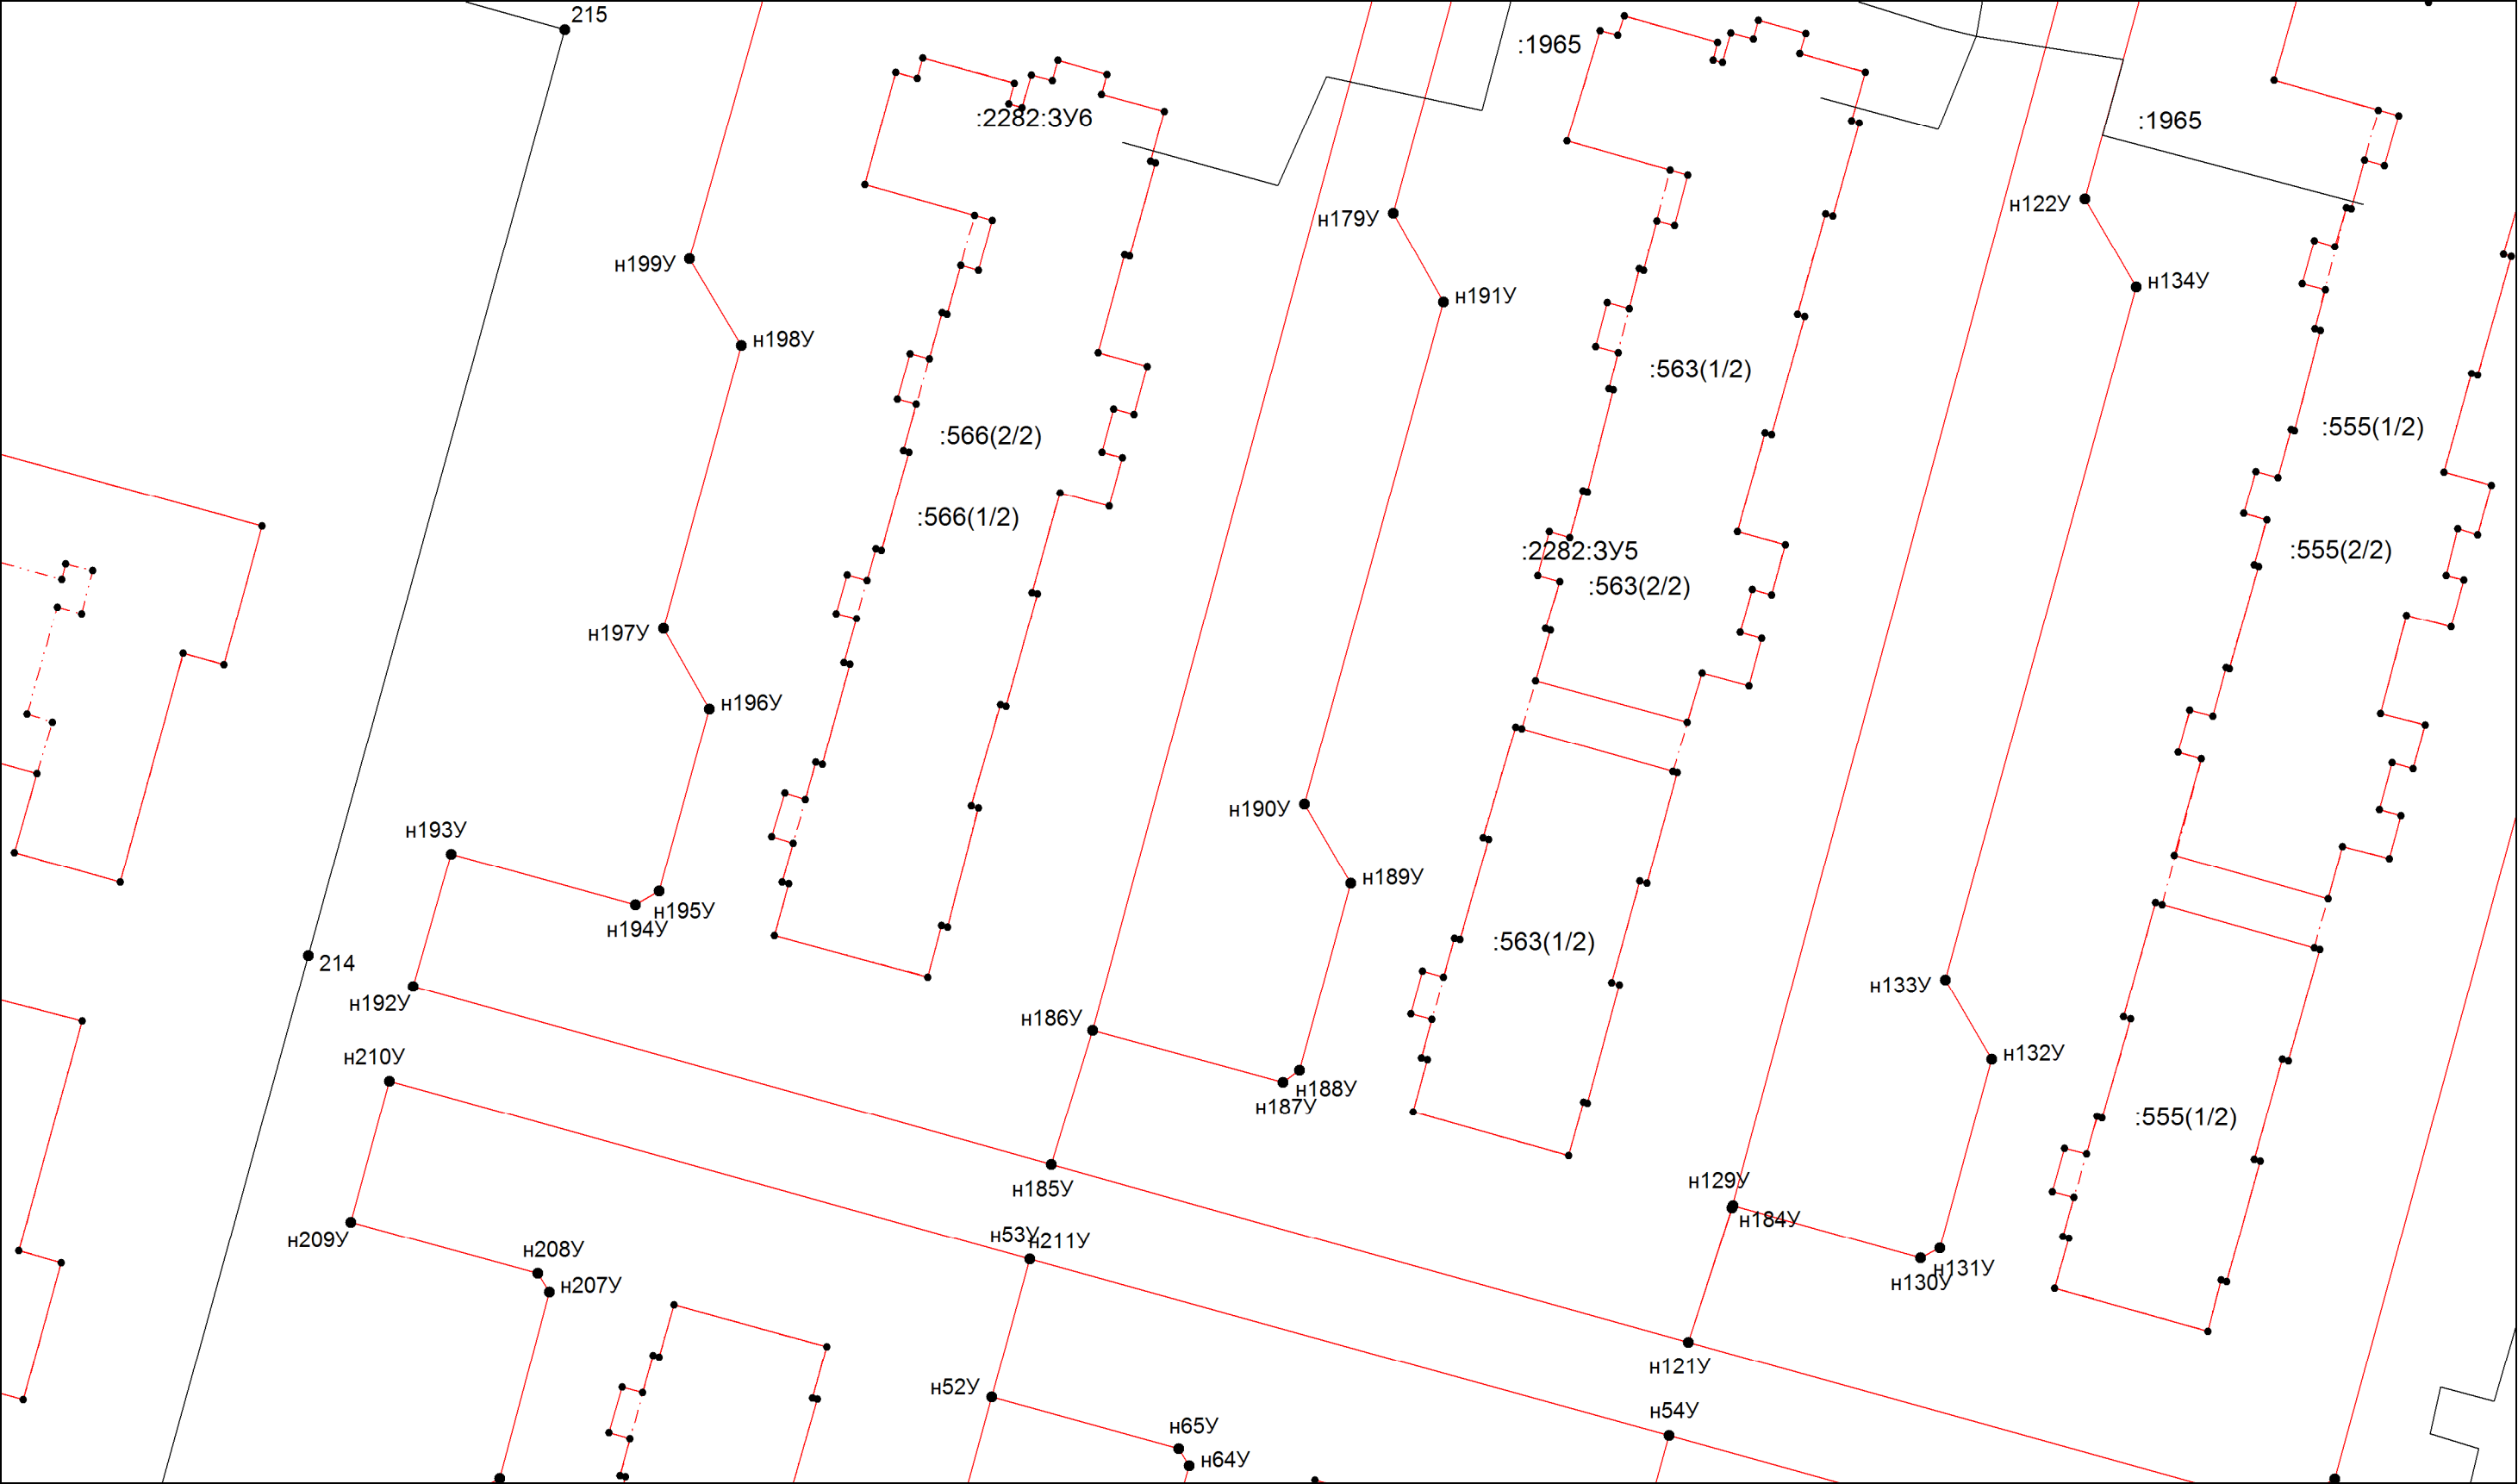 215
:1965
:2282:ЗУ6
:1965
н179У
н122У
н199У
н191У
н134У
н198У
:563(1/2)
:566(2/2)
:555(1/2)
:566(1/2)
:2282:ЗУ5
:555(2/2)
:563(2/2)
н197У
н196У
н190У
н193У
н189У
н195У
н194У
:563(1/2)
214
н133У
н192У
н186У
н210У
н132У
н188У
н187У
:555(1/2)
н185У
н129У
н184У
н209У
н53У
н211У
н208У
н131У
н130У
н207У
н121У
н52У
н54У
н65У
н64У